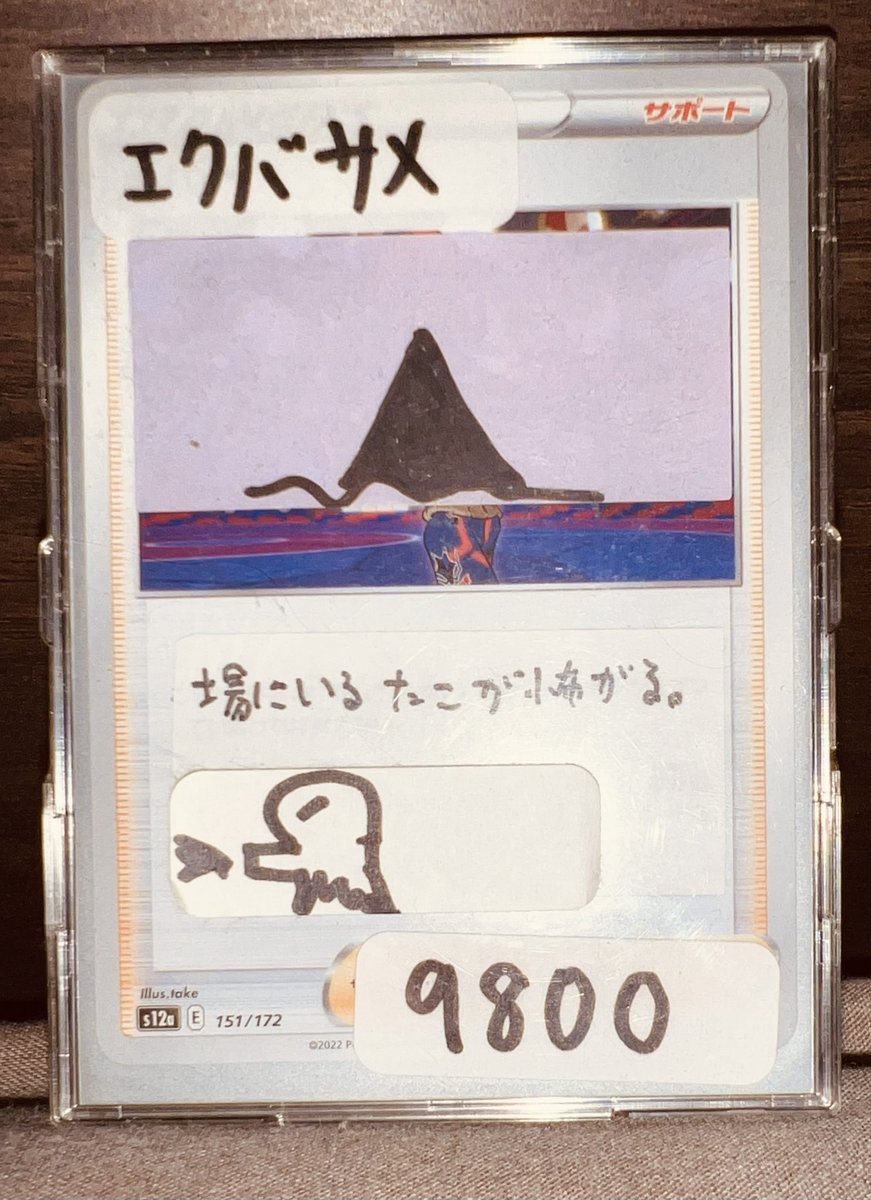 エクバサメ
サポート
場にいるたこが怖がる。
9800
Illus.take
s12a E 151/172
©2022 P